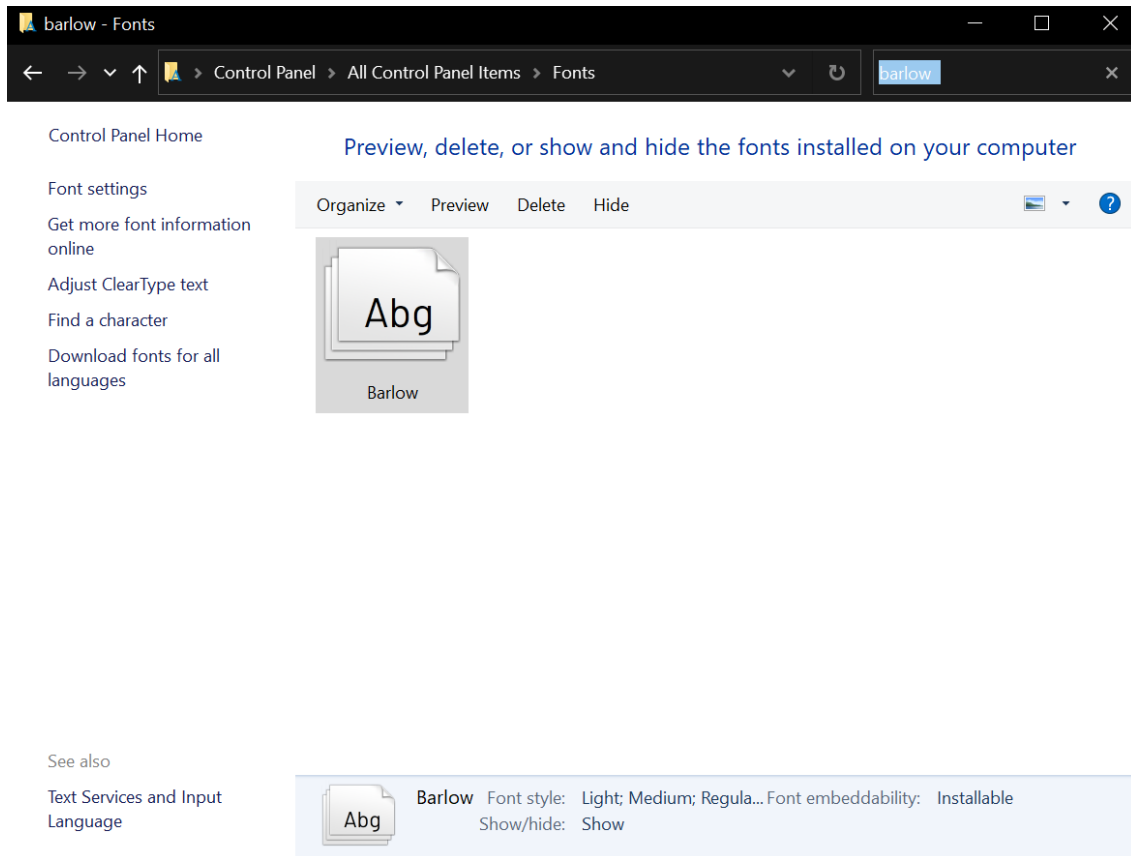 barlow - Fonts
Control Panel > All Control Panel Items > Fonts
barlow
Control Panel Home
Font settings
Get more font information
online
Adjust ClearType text
Find a character
Download fonts for all
languages
See also
Text Services and Input
Language
Preview, delete, or show and hide the fonts installed on your computer
Organize Preview Delete Hide
?
Abg
Barlow
Abg
Barlow Font style: Light; Medium; Regula... Font embeddability: Installable
Show/hide: Show